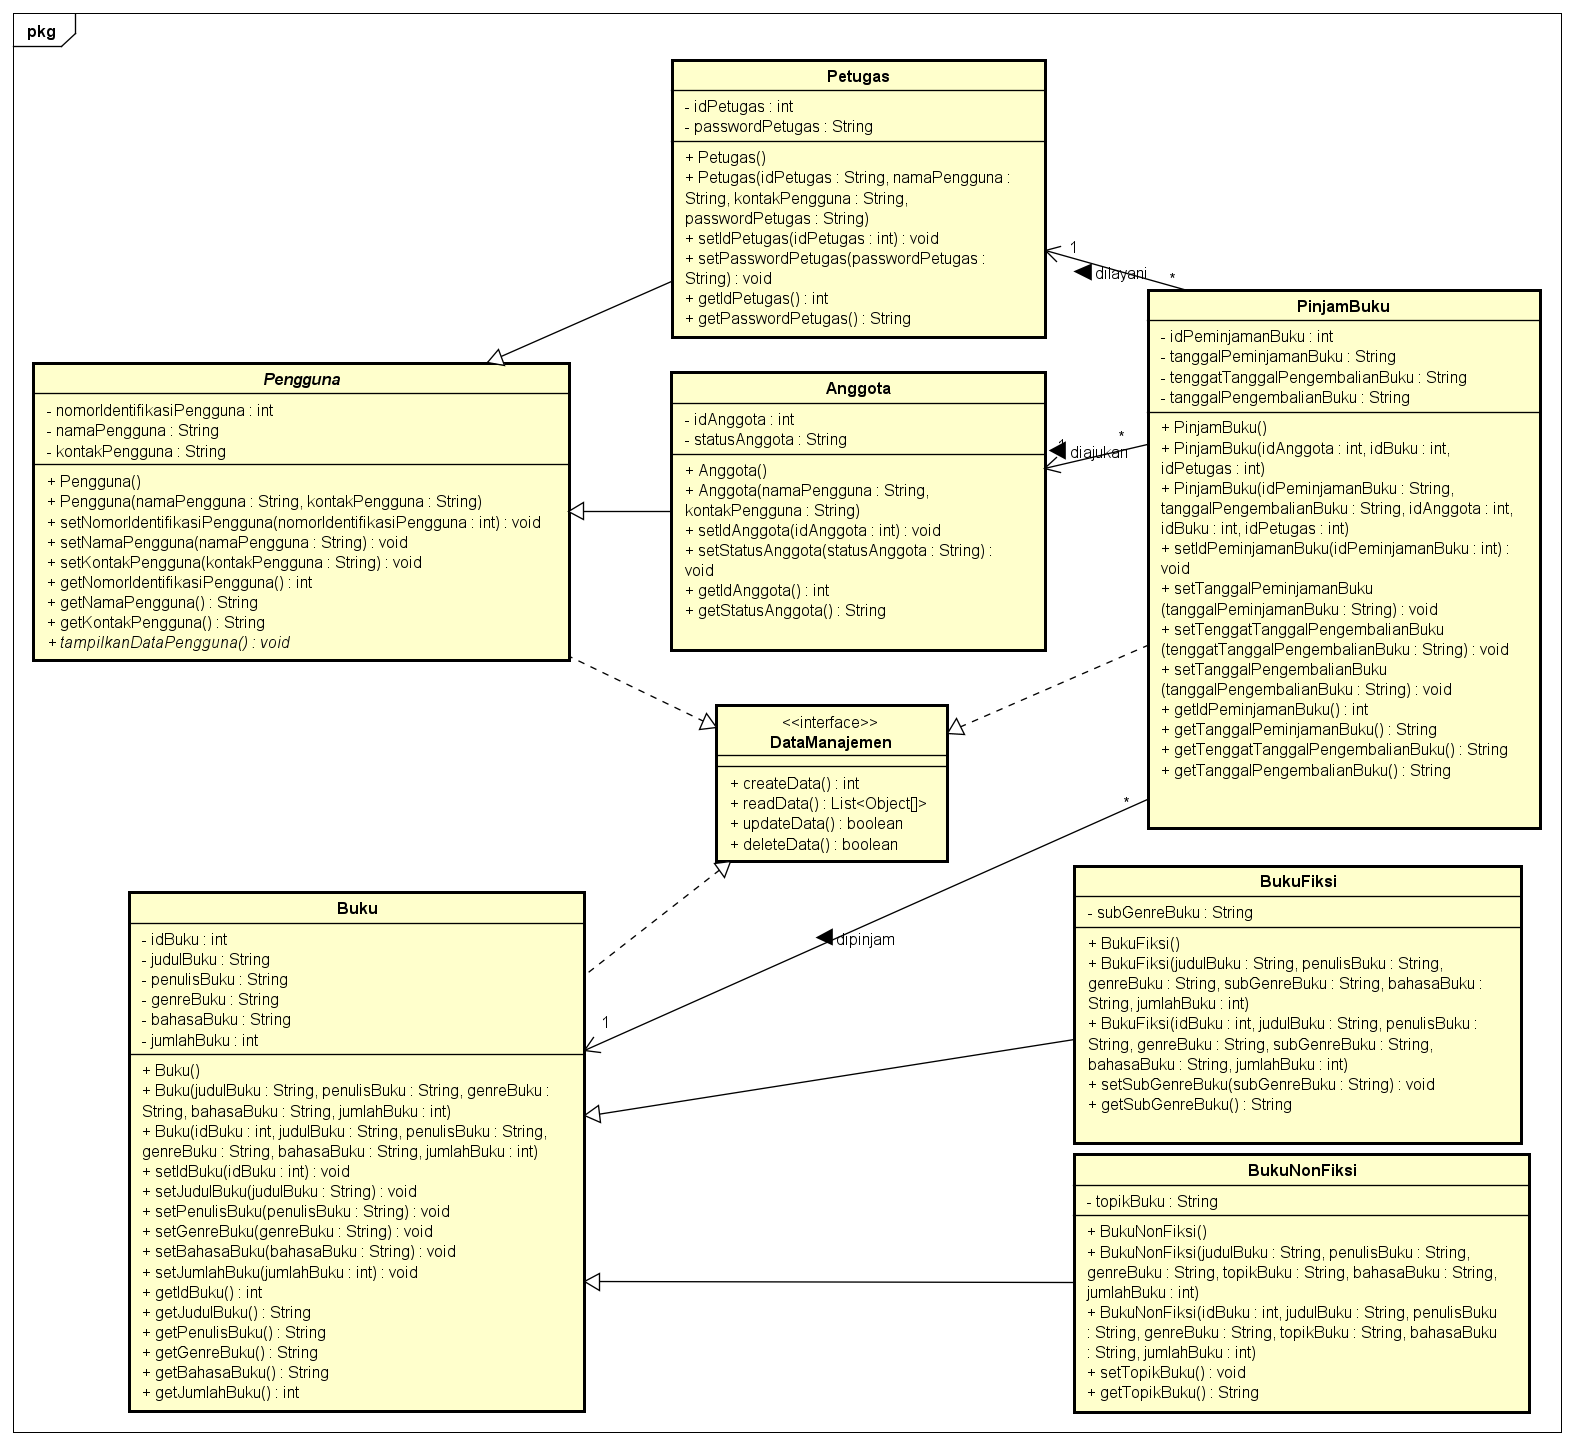 pkg
Petugas
- idPetugas : int
- passwordPetugas : String
+ Petugas()
+ Petugas(idPetugas : String, namaPengguna :
String, kontakPengguna : String,
passwordPetugas : String)
+ setIdPetugas(idPetugas : int) : void
+ setPasswordPetugas(passwordPetugas :
String) : void
+ getIdPetugas() : int
+ getPasswordPetugas() : String
1
dilayani
*
Pengguna
- nomorIdentifikasiPengguna : int
- namaPengguna : String
- kontakPengguna : String
+ Pengguna()
+ Pengguna(namaPengguna : String, kontakPengguna : String)
+ setNomorIdentifikasiPengguna(nomorIdentifikasiPengguna : int) : void
+ setNamaPengguna(namaPengguna : String) : void
+ setKontakPengguna(kontakPengguna : String) : void
+ getNomorIdentifikasiPengguna() : int
+ getNamaPengguna() : String
+ getKontakPengguna() : String
+ tampilkanDataPengguna() : void
Anggota
- idAnggota : int
- statusAnggota : String
+ Anggota()
+ Anggota(namaPengguna : String,
kontakPengguna : String)
+ setIdAnggota(idAnggota : int) : void
+ setStatusAnggota(statusAnggota : String) :
void
+ getIdAnggota() : int
+ getStatusAnggota() : String
*
1
diajukan
PinjamBuku
- idPeminjamanBuku : int
- tanggalPeminjamanBuku : String
- tenggatTanggalPengembalianBuku : String
- tanggalPengembalianBuku : String
+ PinjamBuku()
+ PinjamBuku(idAnggota : int, idBuku : int,
idPetugas : int)
+ PinjamBuku(idPeminjamanBuku : String,
tanggalPeminjamanBuku : String, idAnggota : int,
idBuku : int, idPetugas : int)
+ setIdPeminjamanBuku(idPeminjamanBuku : int) :
void
+ setTanggalPeminjamanBuku
(tanggalPeminjamanBuku : String) : void
+ setTenggatTanggalPengembalianBuku
(tenggatTanggalPengembalianBuku : String) : void
+ setTanggalPengembalianBuku
(tanggalPengembalianBuku : String) : void
+ getIdPeminjamanBuku() : int
+ getTanggalPeminjamanBuku() : String
+ getTenggatTanggalPengembalianBuku() : String
+ getTanggalPengembalianBuku() : String
<<interface>>
DataManajemen
+ createData() : int
+ readData() : List<Object[]>
+ updateData() : boolean
+ deleteData() : boolean
*
dipinjam
1
Buku
- idBuku : int
- judulBuku : String
- penulisBuku : String
- genreBuku : String
- bahasaBuku : String
- jumlahBuku : int
+ Buku()
+ Buku(judulBuku : String, penulisBuku : String, genreBuku :
String, bahasaBuku : String, jumlahBuku : int)
+ Buku(idBuku : int, judulBuku : String, penulisBuku : String,
genreBuku : String, bahasaBuku : String, jumlahBuku : int)
+ setIdBuku(idBuku : int) : void
+ setJudulBuku(judulBuku : String) : void
+ setPenulisBuku(penulisBuku : String) : void
+ setGenreBuku(genreBuku : String) : void
+ setBahasaBuku(bahasaBuku : String) : void
+ setJumlahBuku(jumlahBuku : int) : void
+ getIdBuku() : int
+ getJudulBuku() : String
+ getPenulisBuku() : String
+ getGenreBuku() : String
+ getBahasaBuku() : String
+ getJumlahBuku() : int
BukuFiksi
- subGenreBuku : String
+ BukuFiksi()
+ BukuFiksi(judulBuku : String, penulisBuku : String,
genreBuku : String, subGenreBuku : String, bahasaBuku :
String, jumlahBuku : int)
+ BukuFiksi(idBuku : int, judulBuku : String, penulisBuku :
String, genreBuku : String, subGenreBuku : String,
bahasaBuku : String, jumlahBuku : int)
+ setSubGenreBuku(subGenreBuku : String) : void
+ getSubGenreBuku() : String
BukuNonFiksi
- topikBuku : String
+ BukuNonFiksi()
+ BukuNonFiksi(judulBuku : String, penulisBuku : String,
genreBuku : String, topikBuku : String, bahasaBuku : String,
jumlahBuku : int)
+ BukuNonFiksi(idBuku : int, judulBuku : String, penulisBuku
: String, genreBuku : String, topikBuku : String, bahasaBuku
: String, jumlahBuku : int)
+ setTopikBuku() : void
+ getTopikBuku() : String